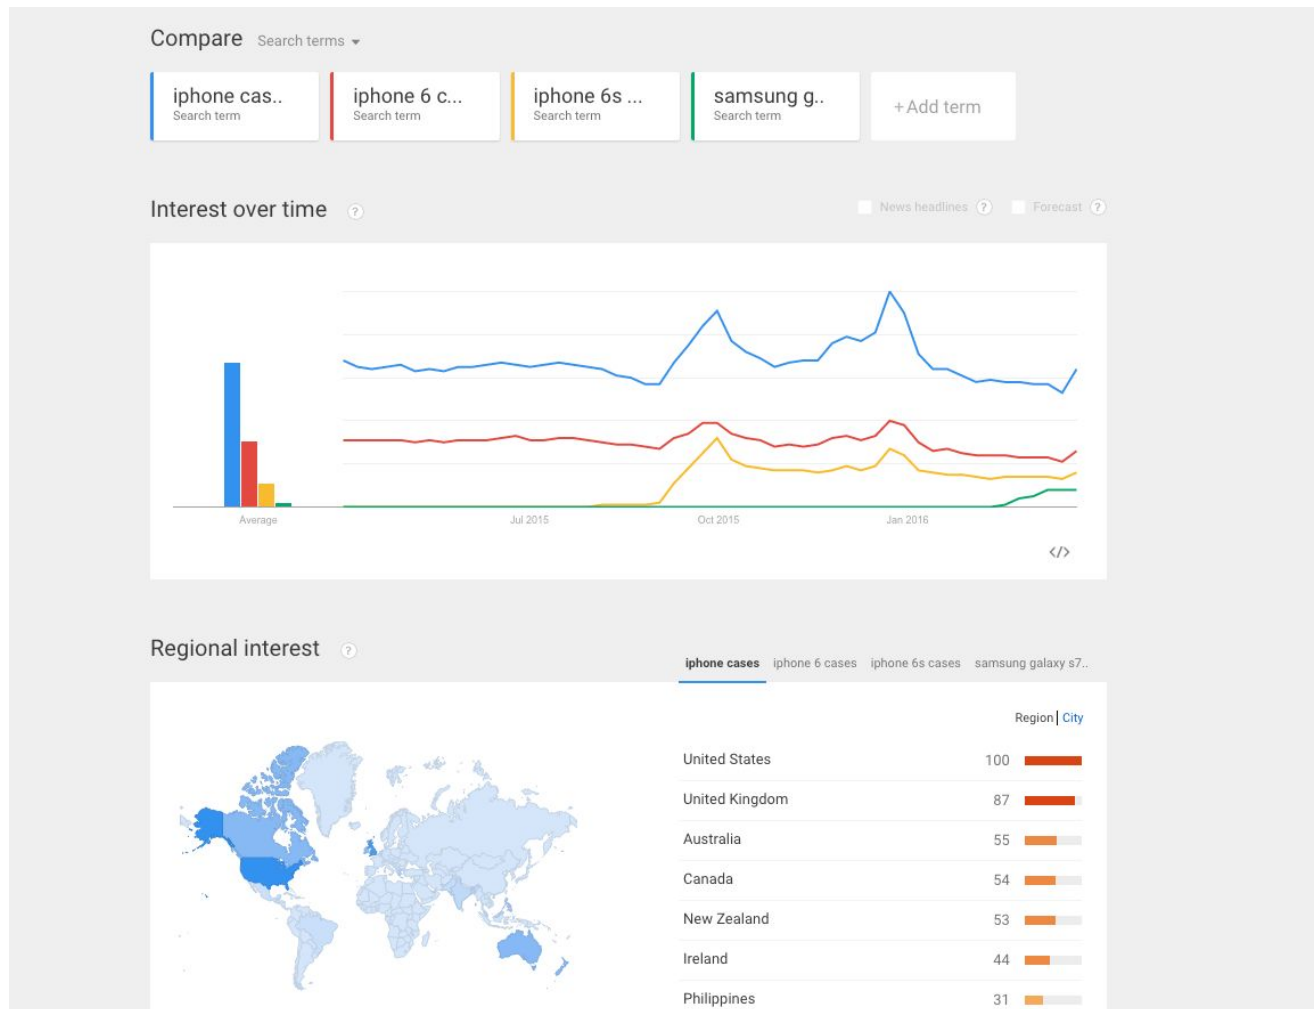 Compare Search terms
iphone cas.. iphone 6 c... iphone 6s ... samsung g.. +Add term
Search term Search term Search term Search term
Interest over time ? News headlines ? Forecast ?
Average Jul 2015 Oct 2015 Jan 2016
</>
Regional interest ?
iphone cases iphone 6 cases iphone 6s cases samsung galaxy s7..
Region | City
United States 100
United Kingdom 87
Australia 55
Canada 54
New Zealand 53
Ireland 44
Philippines 31